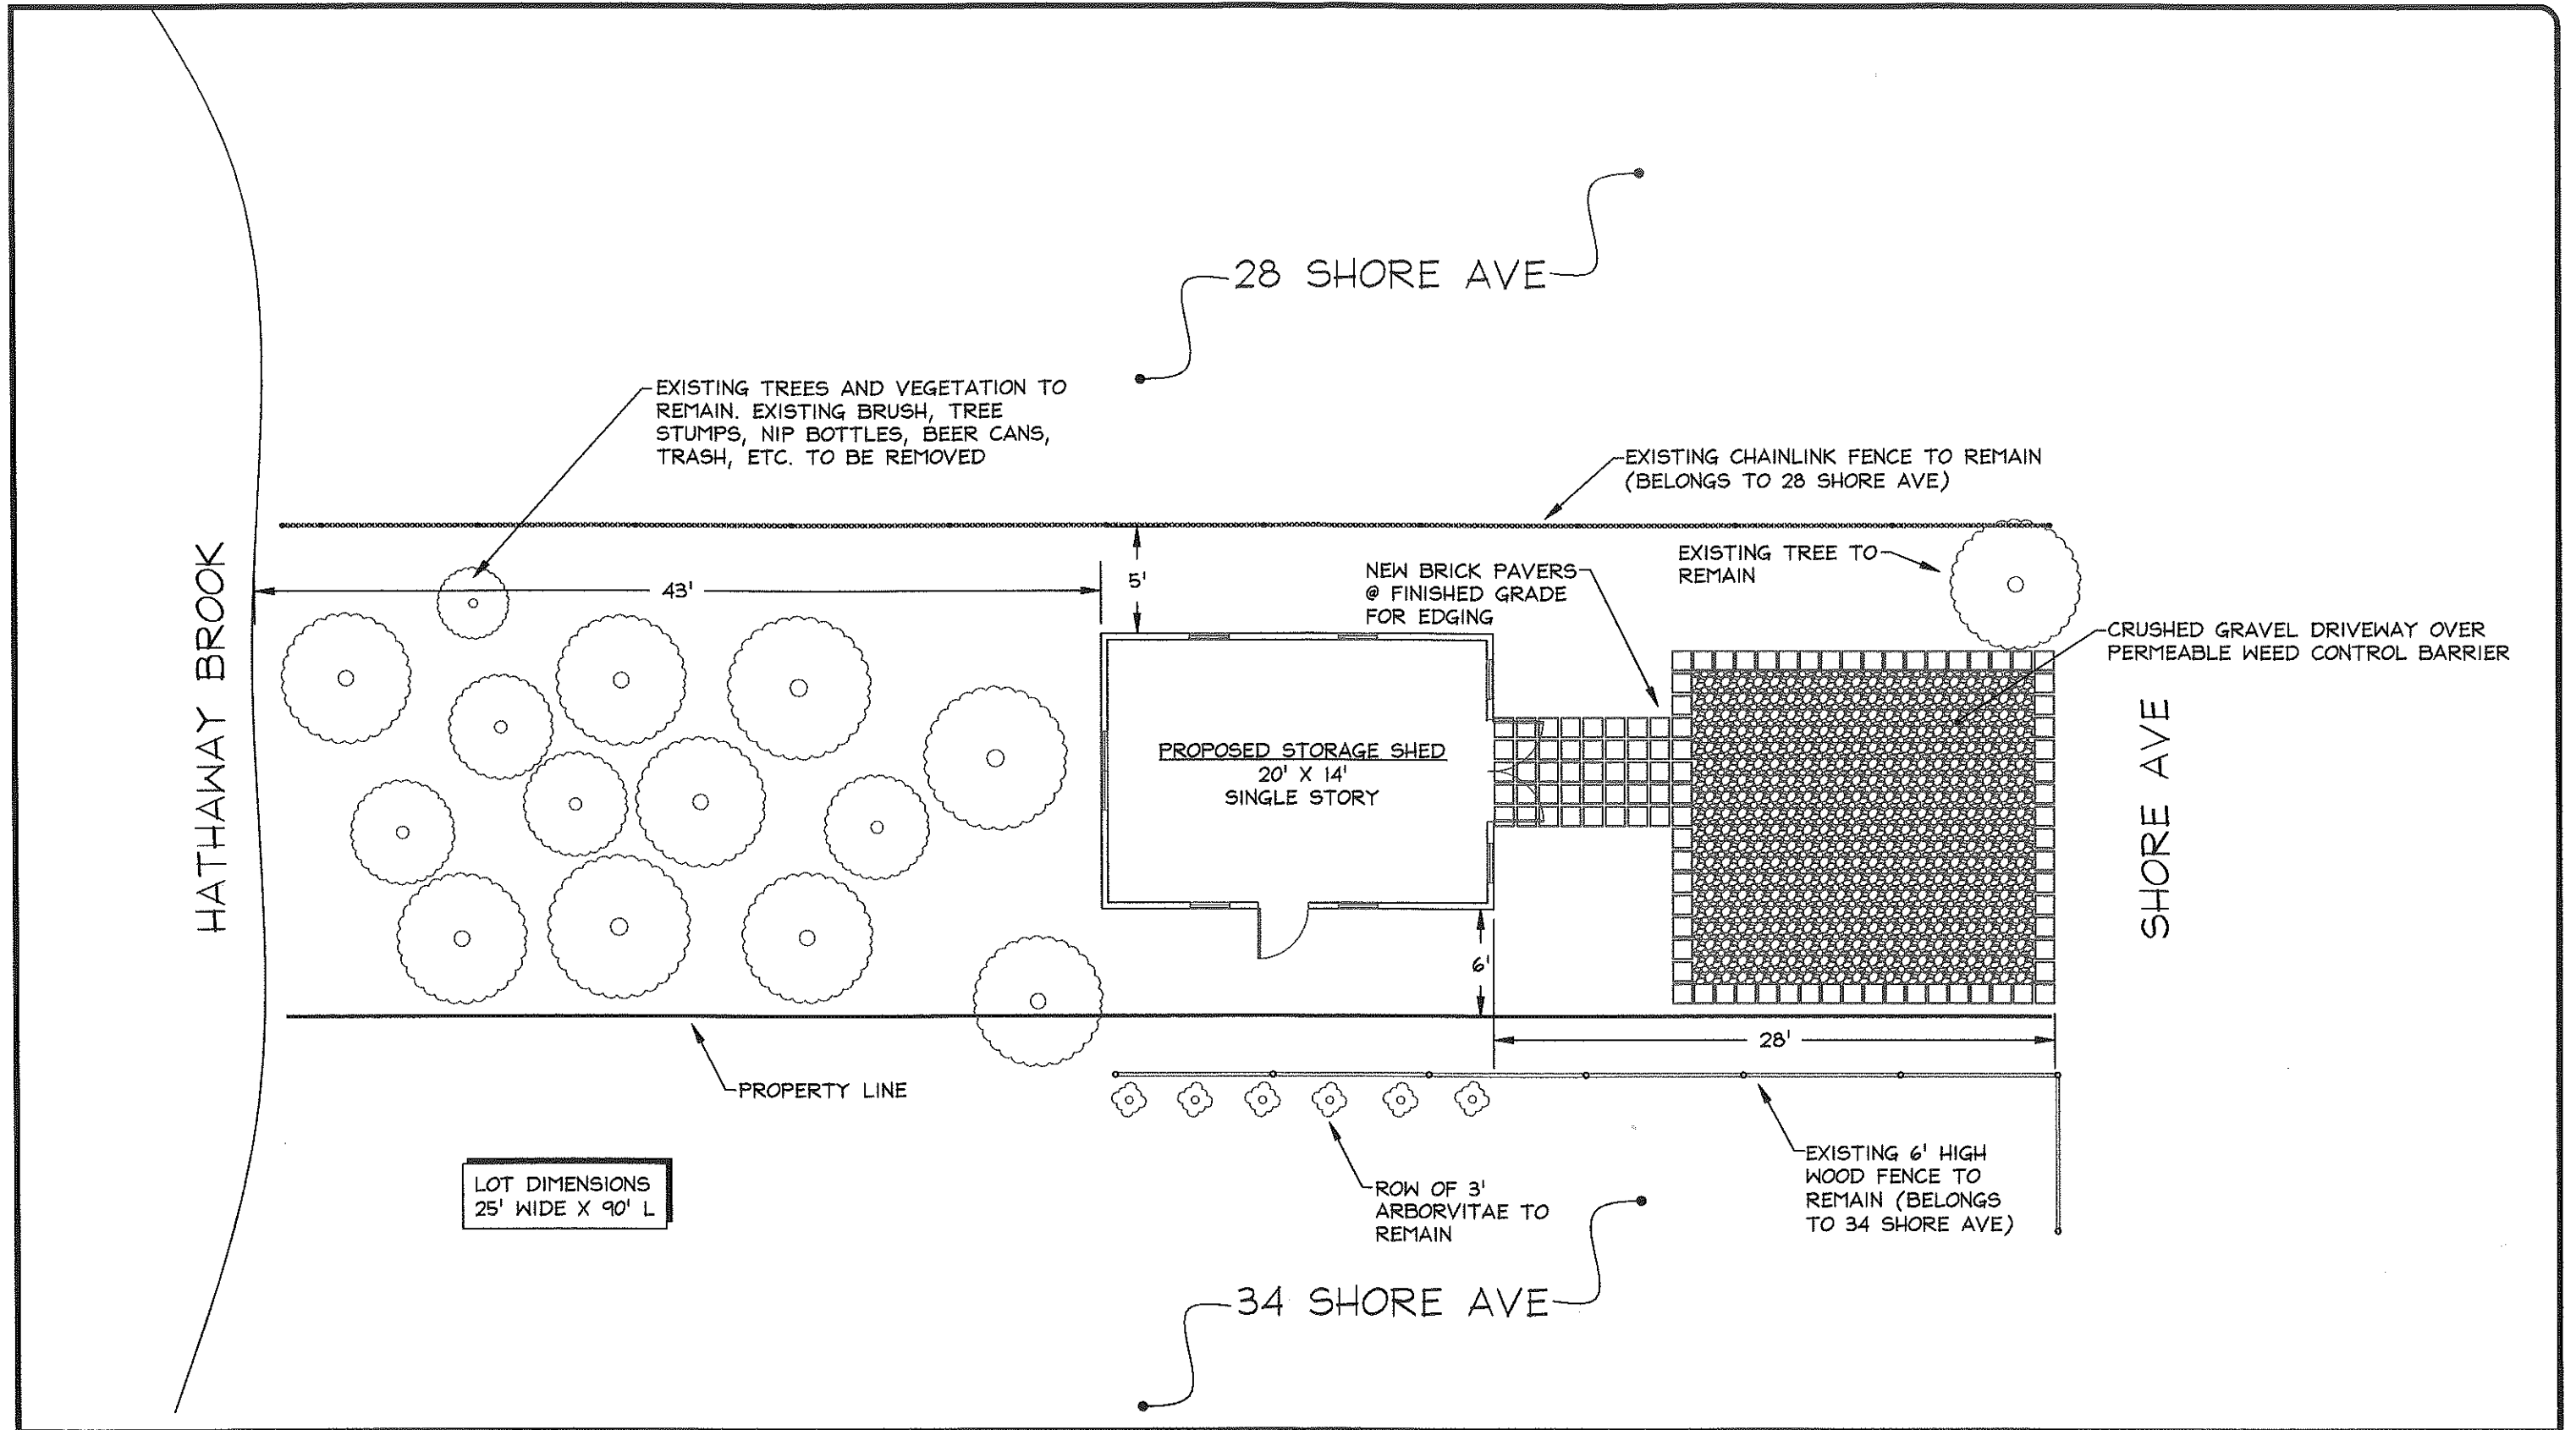 28 SHORE AVE
EXISTING TREES AND VEGETATION TO
REMAIN. EXISTING BRUSH, TREE
STUMPS, NIP BOTTLES, BEER CANS,
TRASH, ETC. TO BE REMOVED
EXISTING CHAINLINK FENCE TO REMAIN
(BELONGS TO 28 SHORE AVE)
EXISTING TREE TO
REMAIN
NEW BRICK PAVERS
@ FINISHED GRADE
FOR EDGING
43'
5'
CRUSHED GRAVEL DRIVEWAY OVER
PERMEABLE WEED CONTROL BARRIER
HATHAWAY BROOK
PROPOSED STORAGE SHED
20' X 14'
SINGLE STORY
SHORE AVE
6'
28'
PROPERTY LINE
LOT DIMENSIONS
25' WIDE X 90' L
ROW OF 3'
ARBORVITAE TO
REMAIN
EXISTING 6' HIGH
WOOD FENCE TO
REMAIN (BELONGS
TO 34 SHORE AVE)
34 SHORE AVE